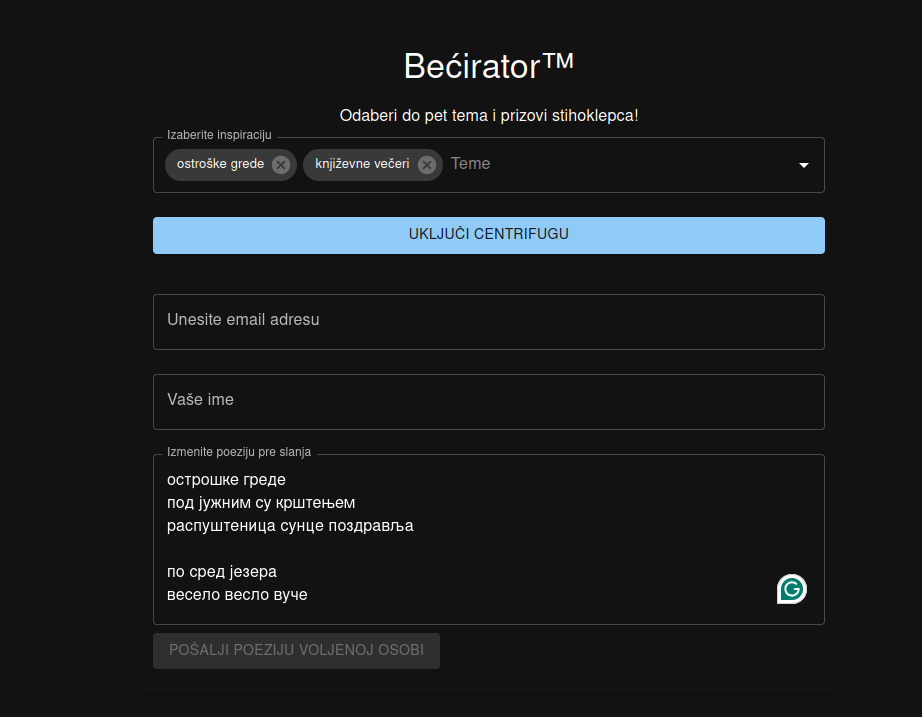 Bećirator™
Odaberi do pet tema i prizovi stihoklepca!
Izaberite inspiraciju
ostroške grede književne večeri Teme
UKLJUČI CENTRIFUGU
Unesite email adresu
Vaše ime
Izmenite poeziju pre slanja
острошке греде
под јужним су крштењем
распуштеница сунце поздравља
по сред језера
весело весло вуче
POŠALJI POEZIJU VOLJENOJ OSOBI